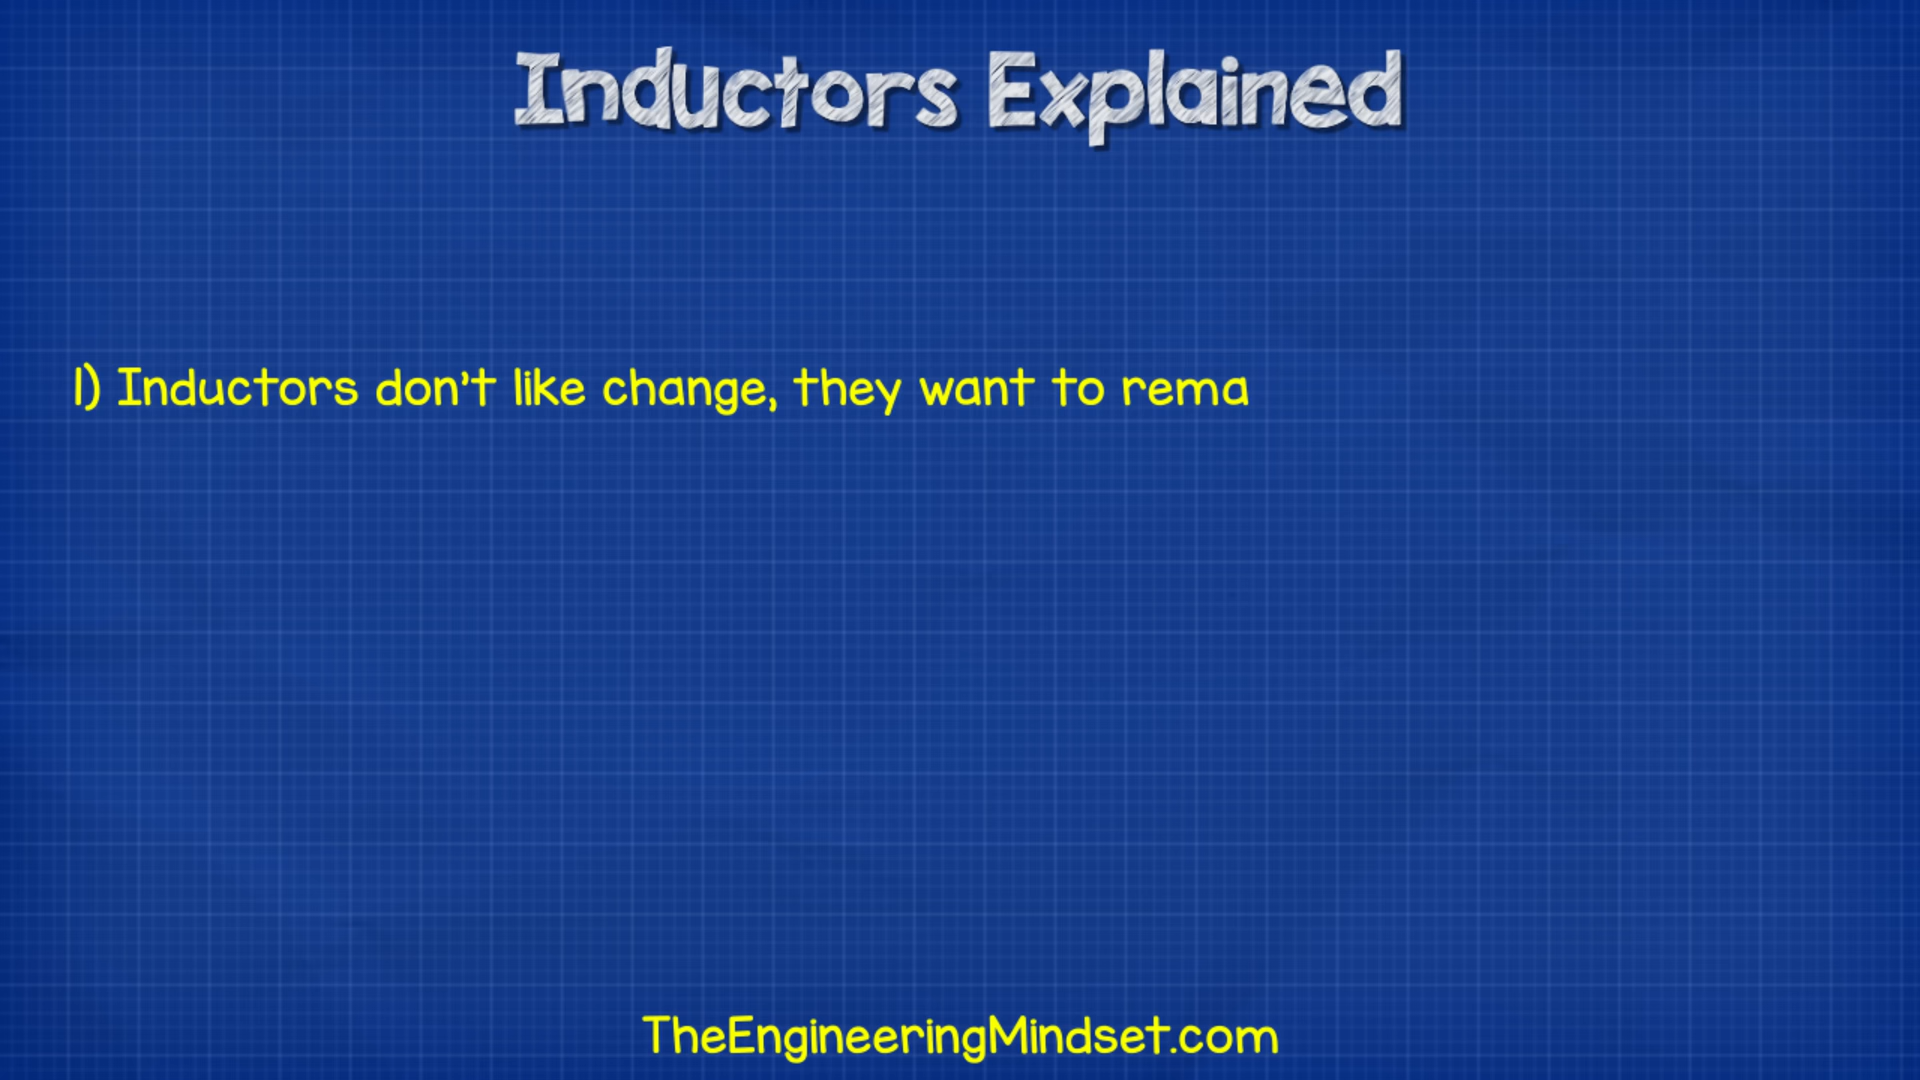 Inductors Explained
1) Inductors don't like change, they want to rema
TheEngineeringMindset.com